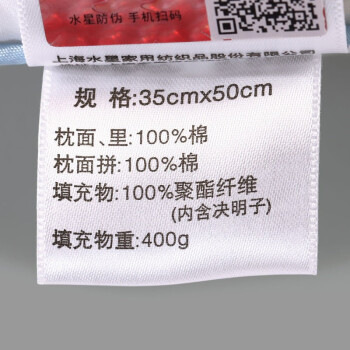 水星防伪 手机扫码
上海水星家用纺织品股份有限公司
规 格:35cmx50cm
枕面、里:100%棉
枕面拼:100%棉
填充物:100%聚酯纤维
(内含决明子)
填充物重:400g